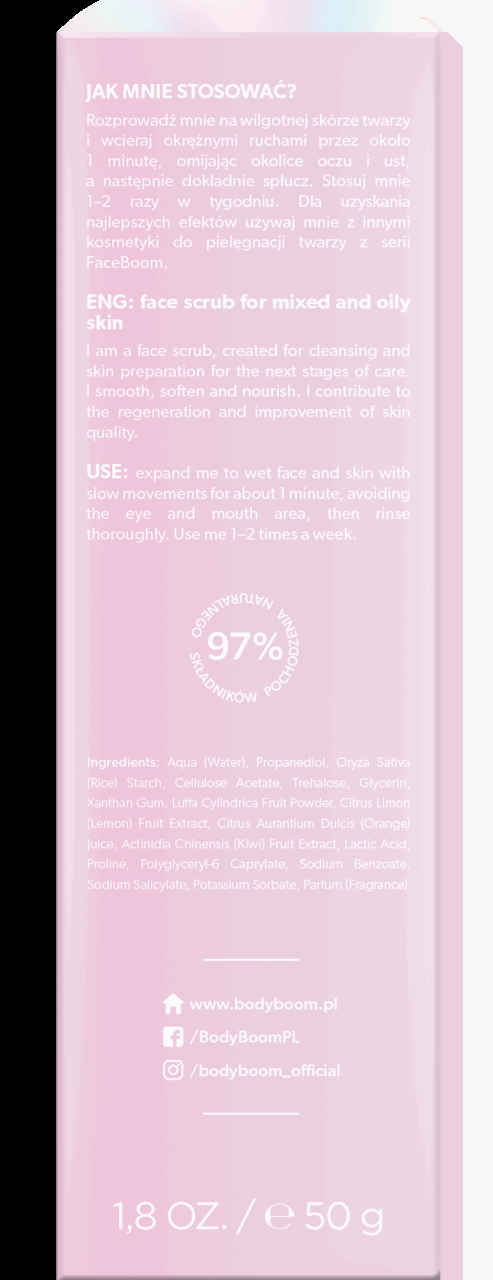 JAK MNIE STOSOWAĆ?
Rozprowadź mnie na wilgotnej skórze twarzy
i wcieraj okrężnymi ruchami przez około
1 minutę, omijając okolice oczu i ust,
a następnie dokładnie spłucz. Stosuj mnie
1–2 razy w tygodniu. Dla uzyskania
najlepszych efektów używaj mnie z innymi
kosmetyki do pielęgnacji twarzy z serii
FaceBoom.
ENG: face scrub for mixed and oily
skin
I am a face scrub, created for cleansing and
skin preparation for the next stages of care.
I smooth, soften and nourish. I contribute to
the regeneration and improvement of skin
quality.
USE: expand me to wet face and skin with
slow movements for about 1 minute, avoiding
the eye and mouth area, then rinse
thoroughly. Use me 1–2 times a week.
97%
SKŁADNIKÓW POCHODZENIA NATURALNEGO
Ingredients: Aqua (Water), Propanediol, Oryza Sativa
(Rice) Starch, Cellulose Acetate, Trehalose, Glycerin,
Xanthan Gum, Luffa Cylindrica Fruit Powder, Citrus Limon
(Lemon) Fruit Extract, Citrus Aurantium Dulcis (Orange)
Juice, Actinidia Chinensis (Kiwi) Fruit Extract, Lactic Acid,
Proline, Polyglyceryl-6 Caprylate, Sodium Benzoate,
Sodium Salicylate, Potassium Sorbate, Parfum (Fragrance).
www.bodyboom.pl
/BodyBoomPL
/bodyboom_official
1,8 OZ. / ℮ 50 g